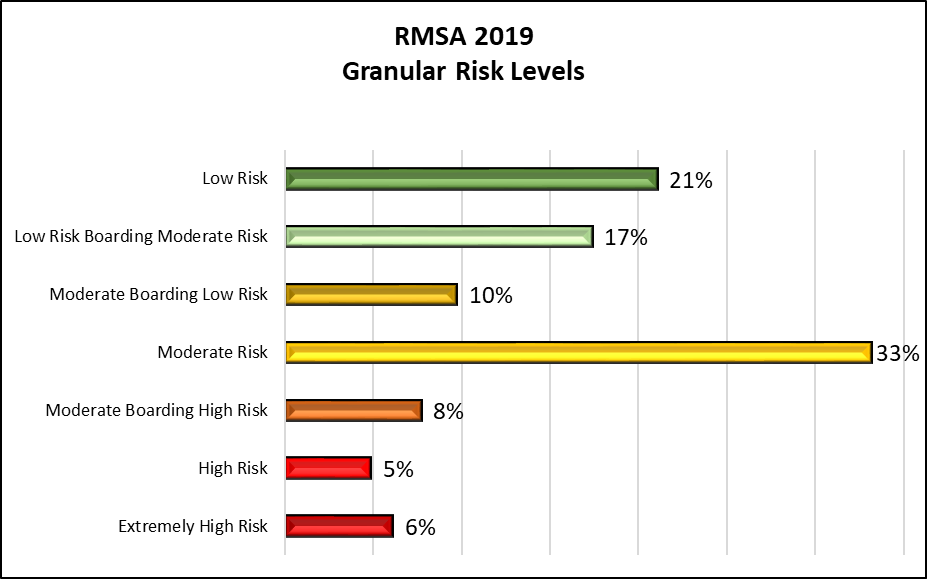 RMSA 2019
Granular Risk Levels
Low Risk 21%
Low Risk Boarding Moderate Risk 17%
Moderate Boarding Low Risk 10%
Moderate Risk 33%
Moderate Boarding High Risk 8%
High Risk 5%
Extremely High Risk 6%